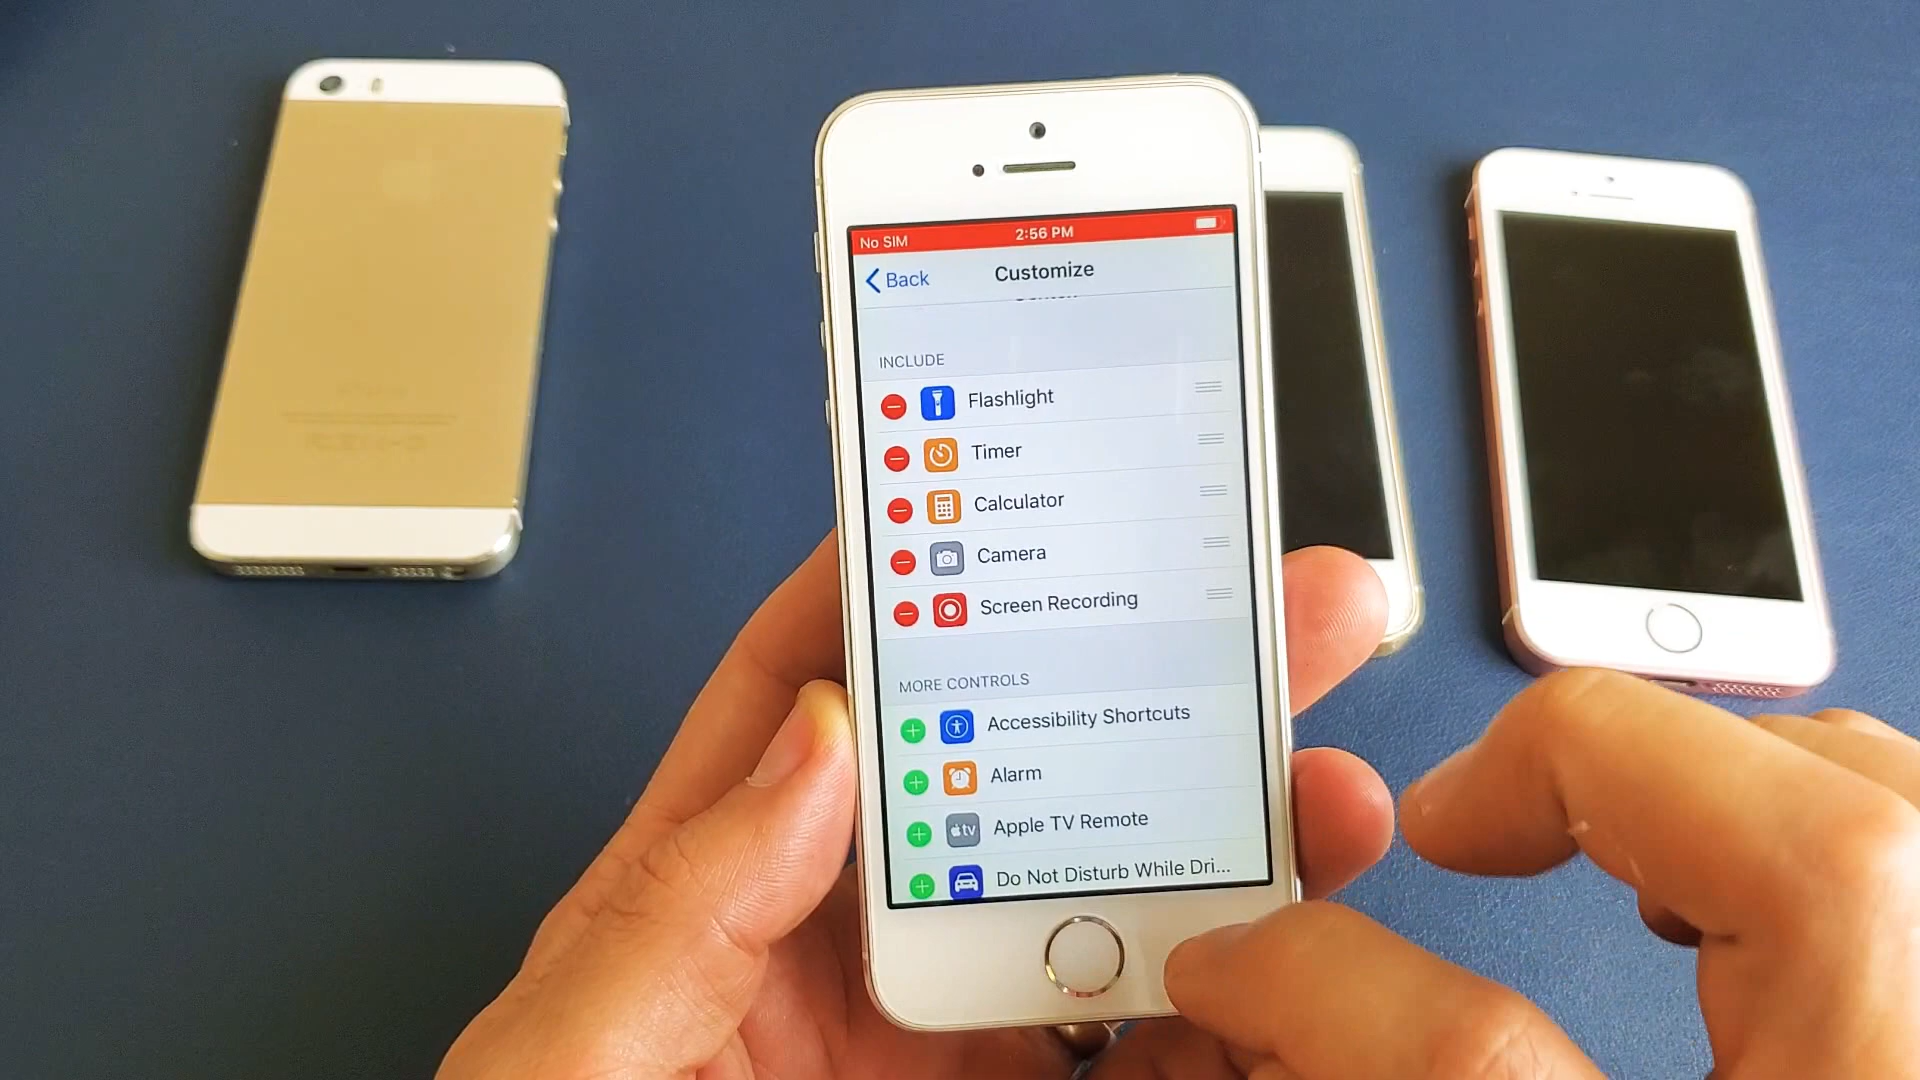 No SIM
2:56 PM
Back
Customize
INCLUDE
Flashlight
Timer
Calculator
Camera
Screen Recording
MORE CONTROLS
Accessibility Shortcuts
Alarm
tv
Apple TV Remote
Do Not Disturb While Dri...